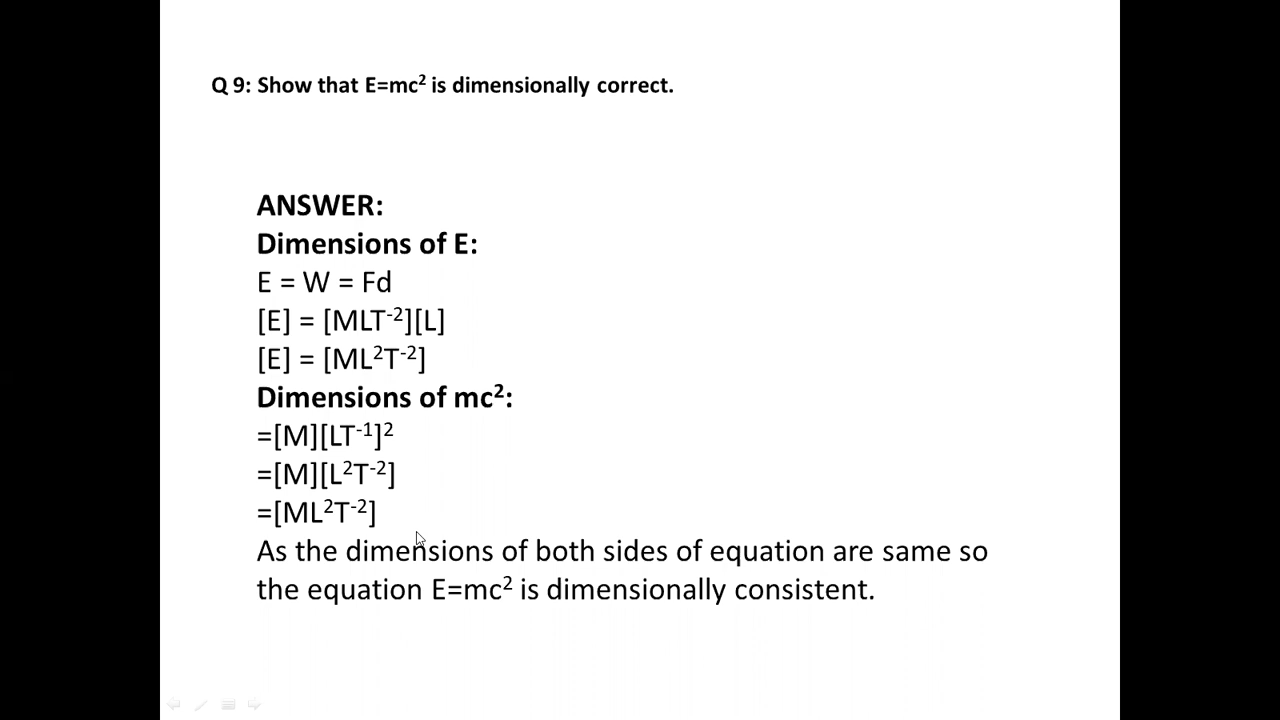 Q 9: Show that E=mc² is dimensionally correct.
ANSWER:
Dimensions of E:
E = W = Fd
[E] = [MLT⁻²][L]
[E] = [ML²T⁻²]
Dimensions of mc²:
=[M][LT⁻¹]²
=[M][L²T⁻²]
=[ML²T⁻²]
As the dimensions of both sides of equation are same so
the equation E=mc² is dimensionally consistent.